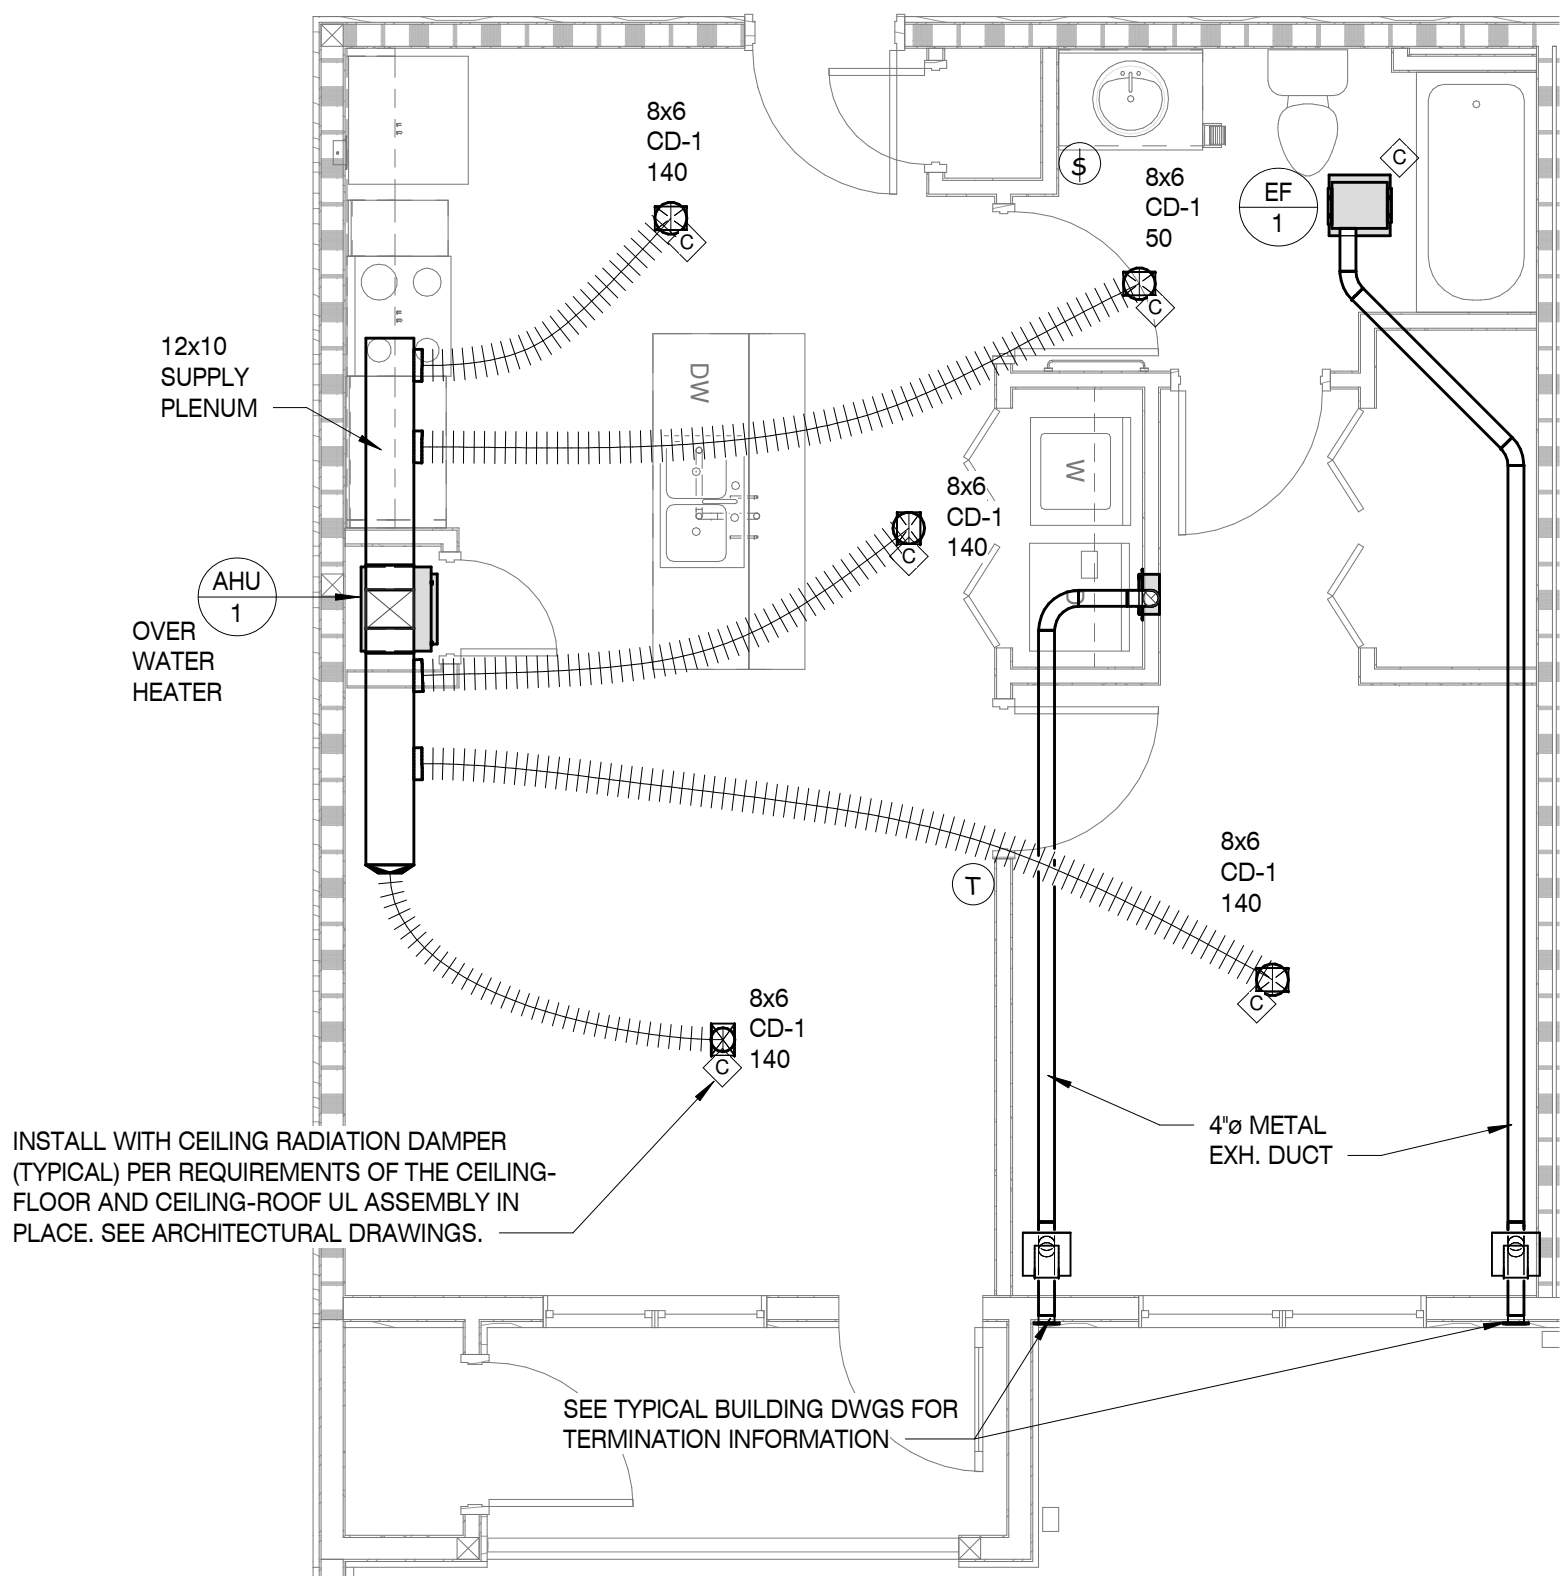 8x6
CD-1
140
C
$
8x6
CD-1
50
C
EF
1
C
12x10
SUPPLY
PLENUM
DW
W
8x6
CD-1
140
C
AHU
1
OVER
WATER
HEATER
T
8x6
CD-1
140
C
8x6
CD-1
140
C
INSTALL WITH CEILING RADIATION DAMPER
(TYPICAL) PER REQUIREMENTS OF THE CEILING-
FLOOR AND CEILING-ROOF UL ASSEMBLY IN
PLACE. SEE ARCHITECTURAL DRAWINGS.
4"ø METAL
EXH. DUCT
SEE TYPICAL BUILDING DWGS FOR
TERMINATION INFORMATION